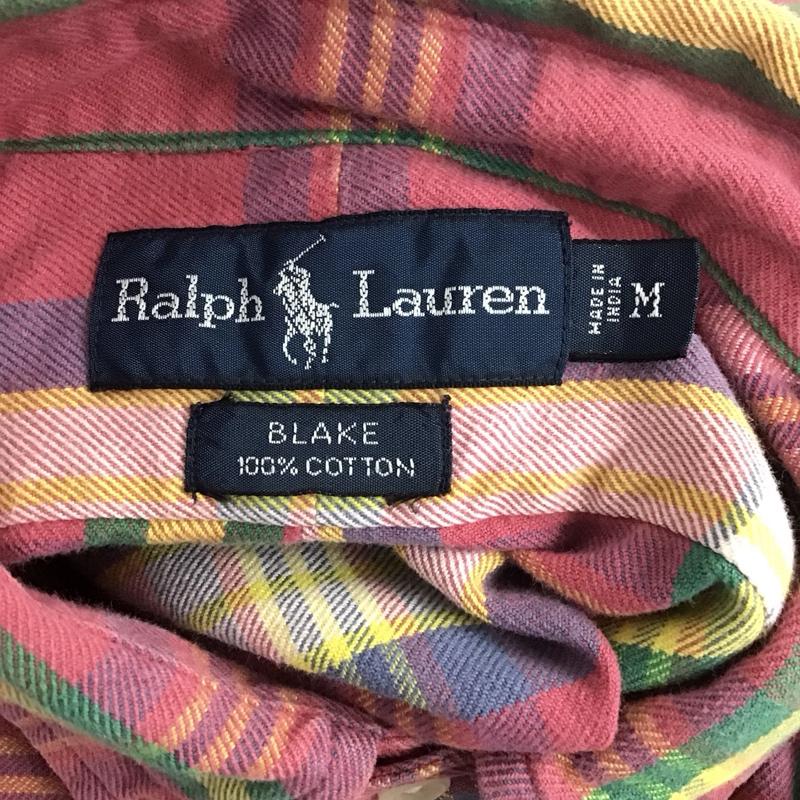 Ralph Lauren
MADE IN
INDIA
M
BLAKE
100% COTTON